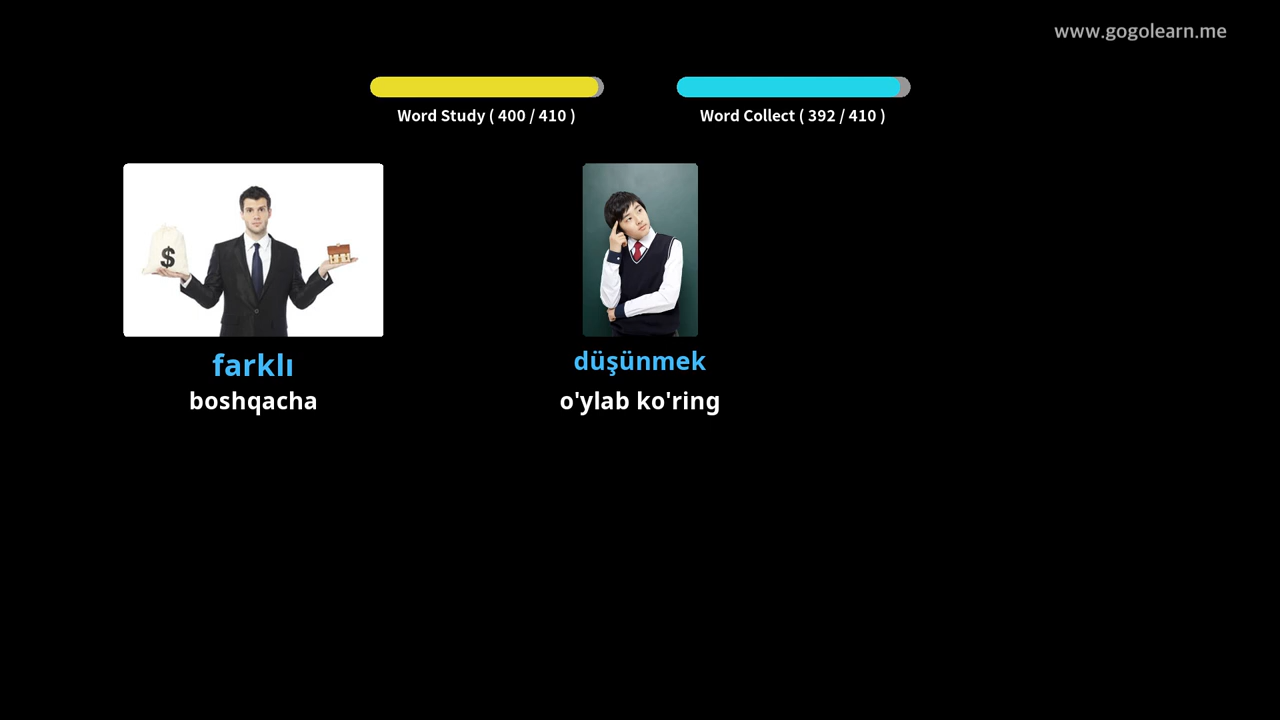 www.gogolearn.me
Word Study ( 400 / 410 )
Word Collect ( 392 / 410 )
$
farklı
boshqacha
düşünmek
o'ylab ko'ring